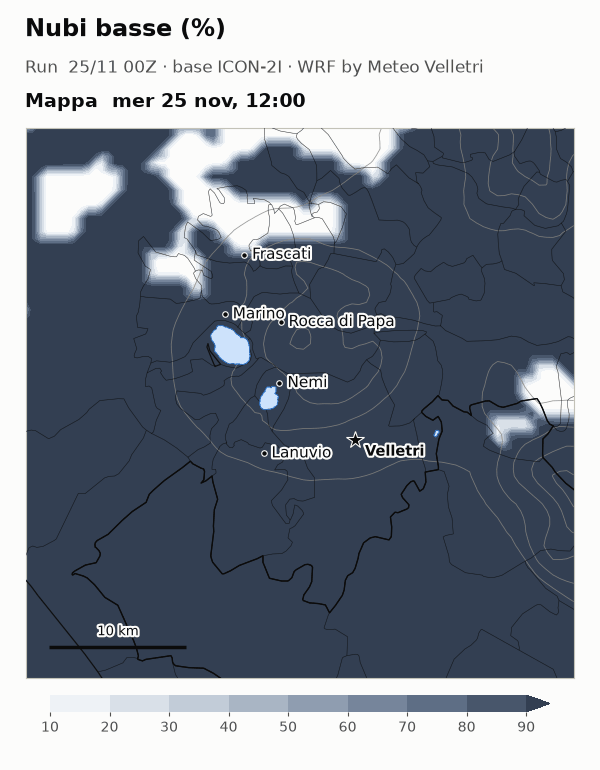 Nubi basse (%)
Run  25/11 00Z · base ICON-2I · WRF by Meteo Velletri
Mappa  mer 25 nov, 12:00
Frascati
Marino
Rocca di Papa
Nemi
Velletri
Lanuvio
10 km
10 20 30 40 50 60 70 80 90